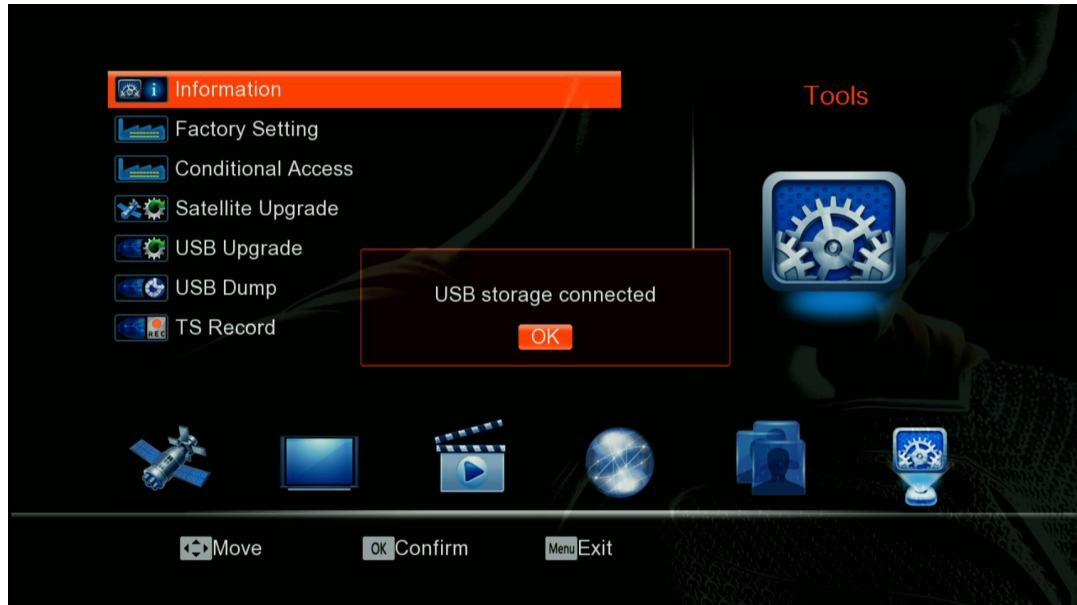 Information
Tools
Factory Setting
Conditional Access
Satellite Upgrade
USB Upgrade
USB Dump
TS Record
REC
USB storage connected
OK
Move
OK Confirm
Menu Exit